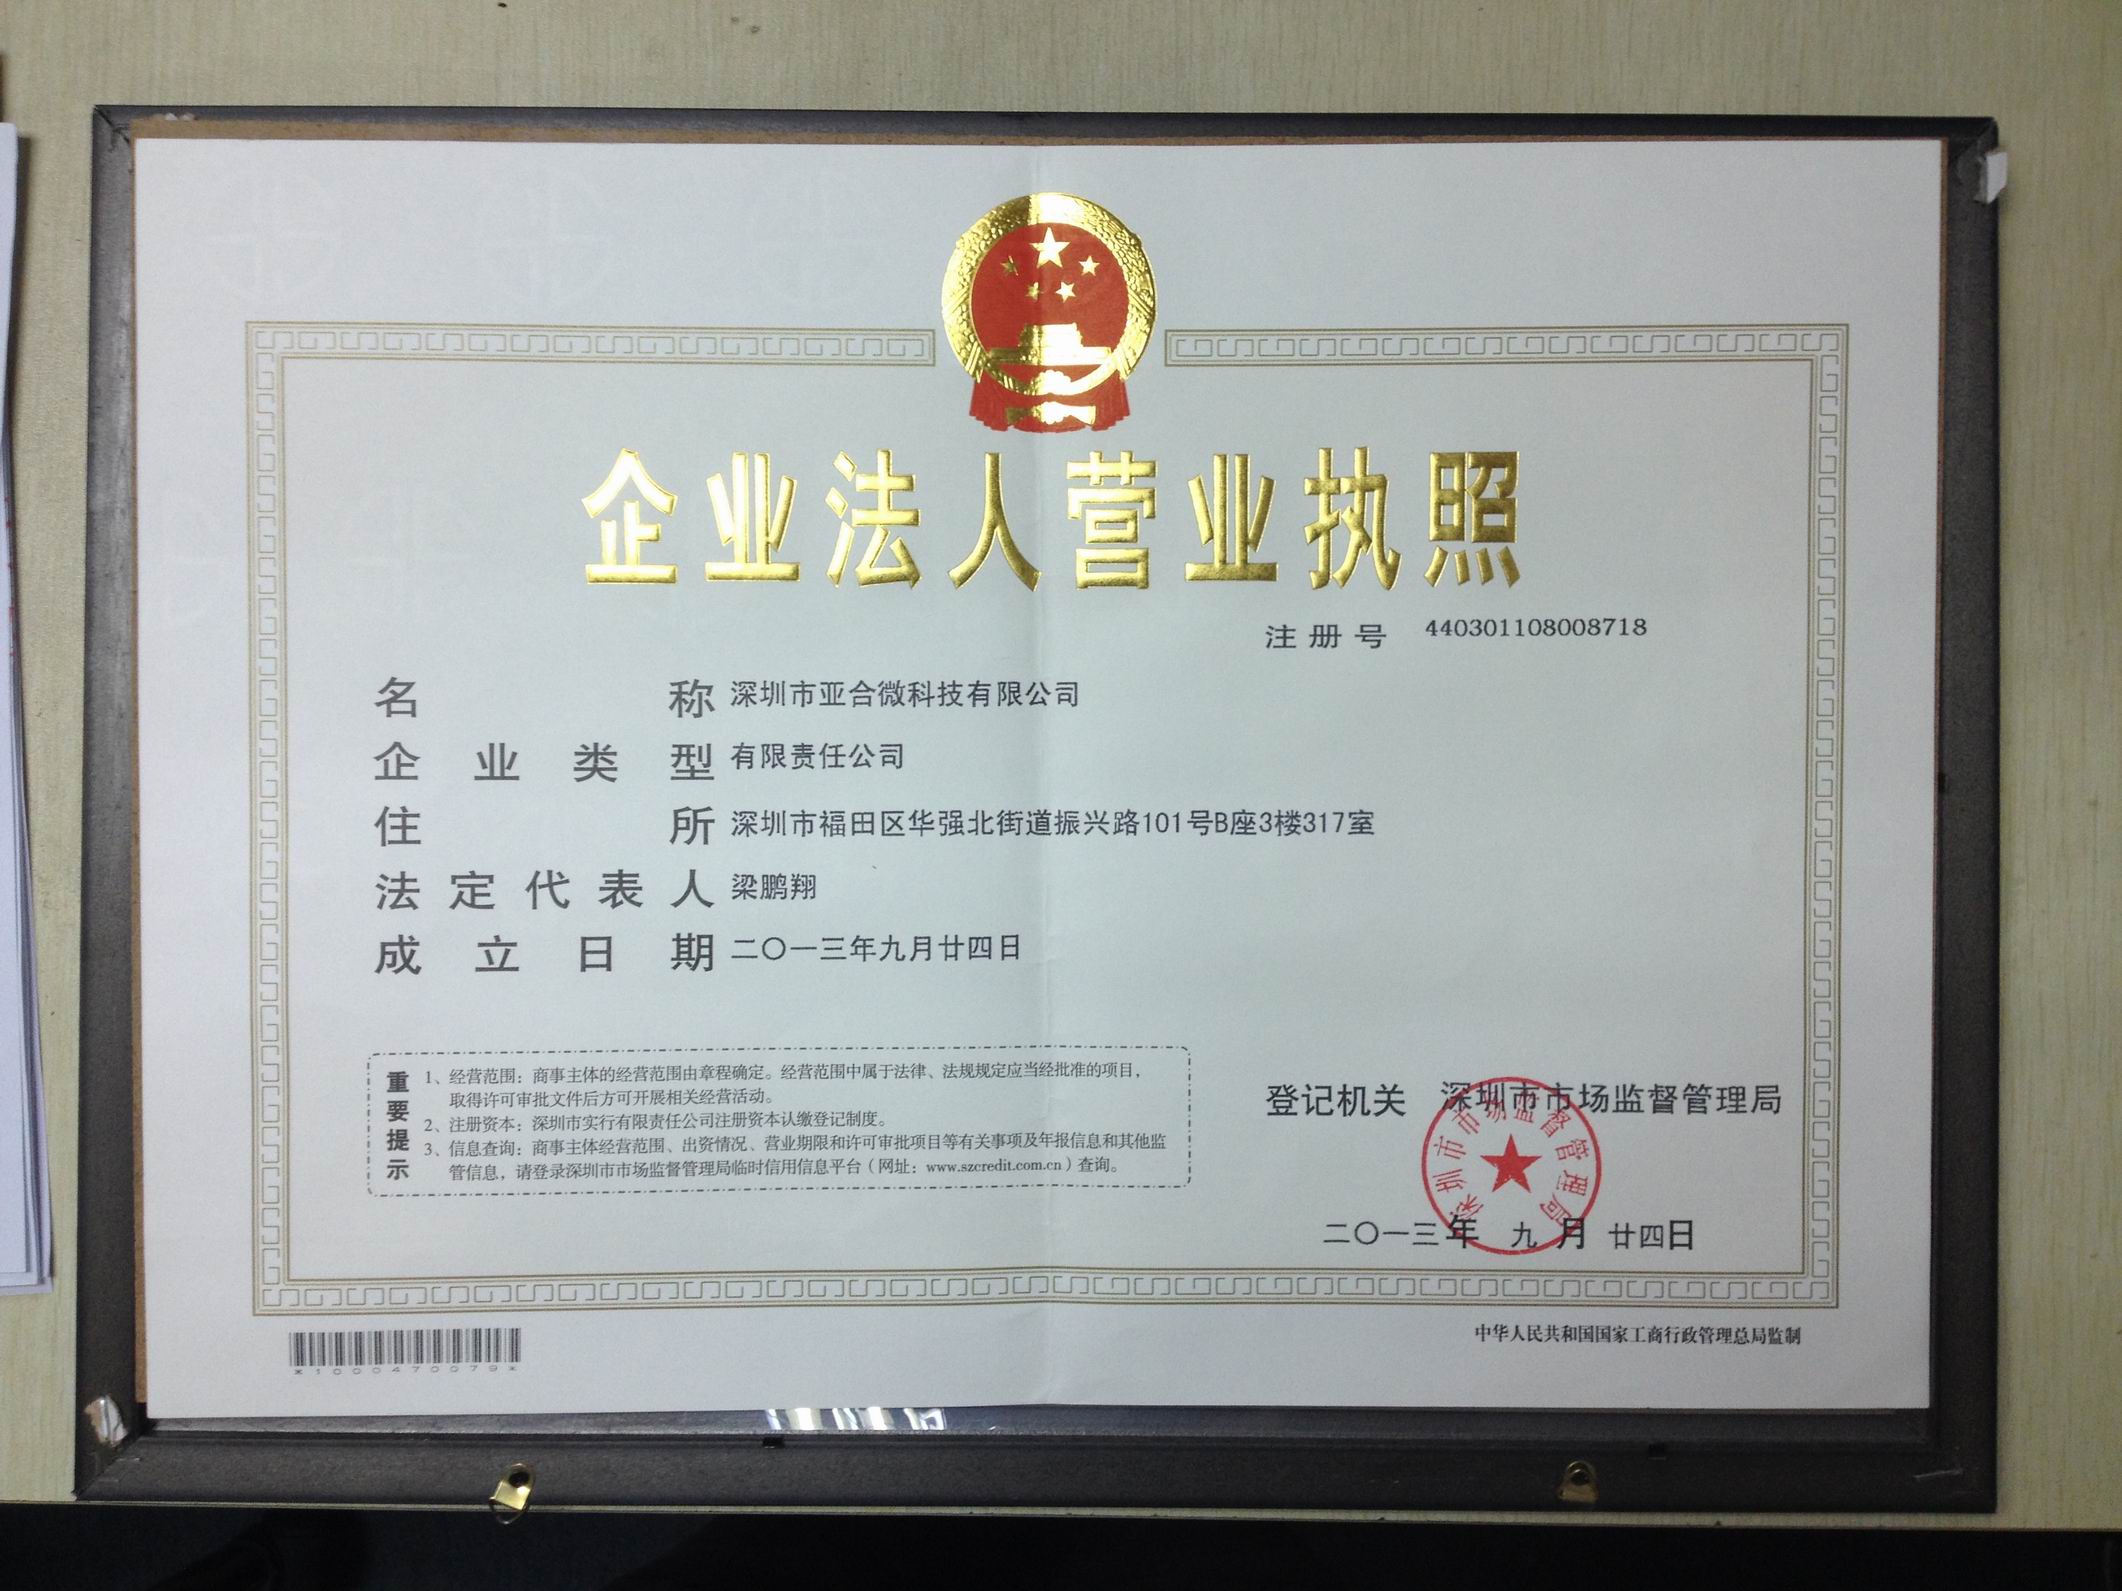 企业法人营业执照
注册号 440301108008718
名称 深圳市亚合微科技有限公司
企业类型 有限责任公司
住所 深圳市福田区华强北街道振兴路101号B座3楼317室
法定代表人 梁鹏翔
成立日期 二〇一三年九月廿四日
重要提示
1、经营范围：商事主体的经营范围由章程确定。经营范围中属于法律、法规规定应当经批准的项目，
取得许可审批文件后方可开展相关经营活动。
2、注册资本：深圳市实行有限责任公司注册资本认缴登记制度。
3、信息查询：商事主体经营范围、出资情况、营业期限和许可审批项目等有关事项及年报信息和其他监
管信息，请登录深圳市市场监督管理局临时信用信息平台（网址：www.szcredit.com.cn）查询。
登记机关 深圳市市场监督管理局
深圳市市场监督管理局
二〇一三年 九月 廿四日
*1000470079*
中华人民共和国国家工商行政管理总局监制